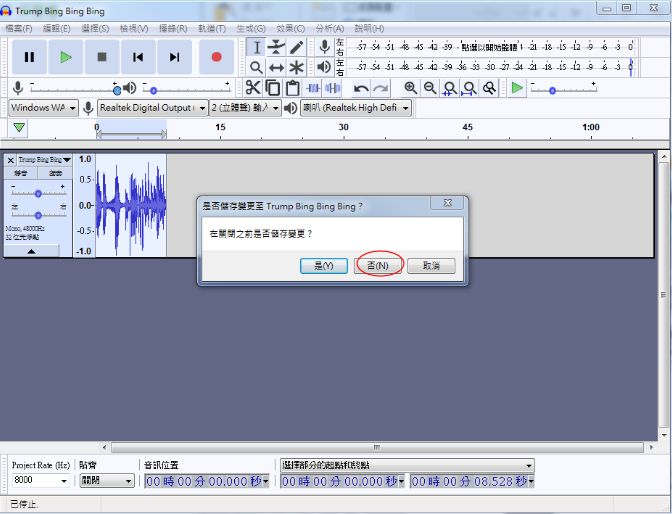 Trump Bing Bing Bing
檔案(F) 編輯(E) 選擇(S) 檢視(V) 播錄(R) 軌道(T) 生成(G) 效果(C) 分析(A) 說明(H)
左 右 -57 -54 -51 -48 -45 -42 -39 - 點選以開始監聽 ! -21 -18 -15 -12 -9 -6 -3 0
左 右 -57 -54 -51 -48 -45 -42 -39 -36 -33 -30 -27 -24 -21 -18 -15 -12 -9 -6 -3 0
Windows WA Realtek Digital Output ( 2 (立體聲) 輸入 喇叭 (Realtek High Defi
0 15 30 45 1:00
Trump Bing Bing
靜音 獨奏
- +
左 右
Mono, 48000Hz
32 位元浮點
1.0
0.5
0.0
-0.5
-1.0
是否儲存變更至 Trump Bing Bing Bing ?
在關閉之前是否儲存變更?
是(Y) 否(N) 取消
Project Rate (Hz) 貼齊 音訊位置 選擇部分的起點和終點
8000 關閉 00 時 00 分 00.000 秒 00 時 00 分 00.000 秒 00 時 00 分 08.528 秒
已停止.